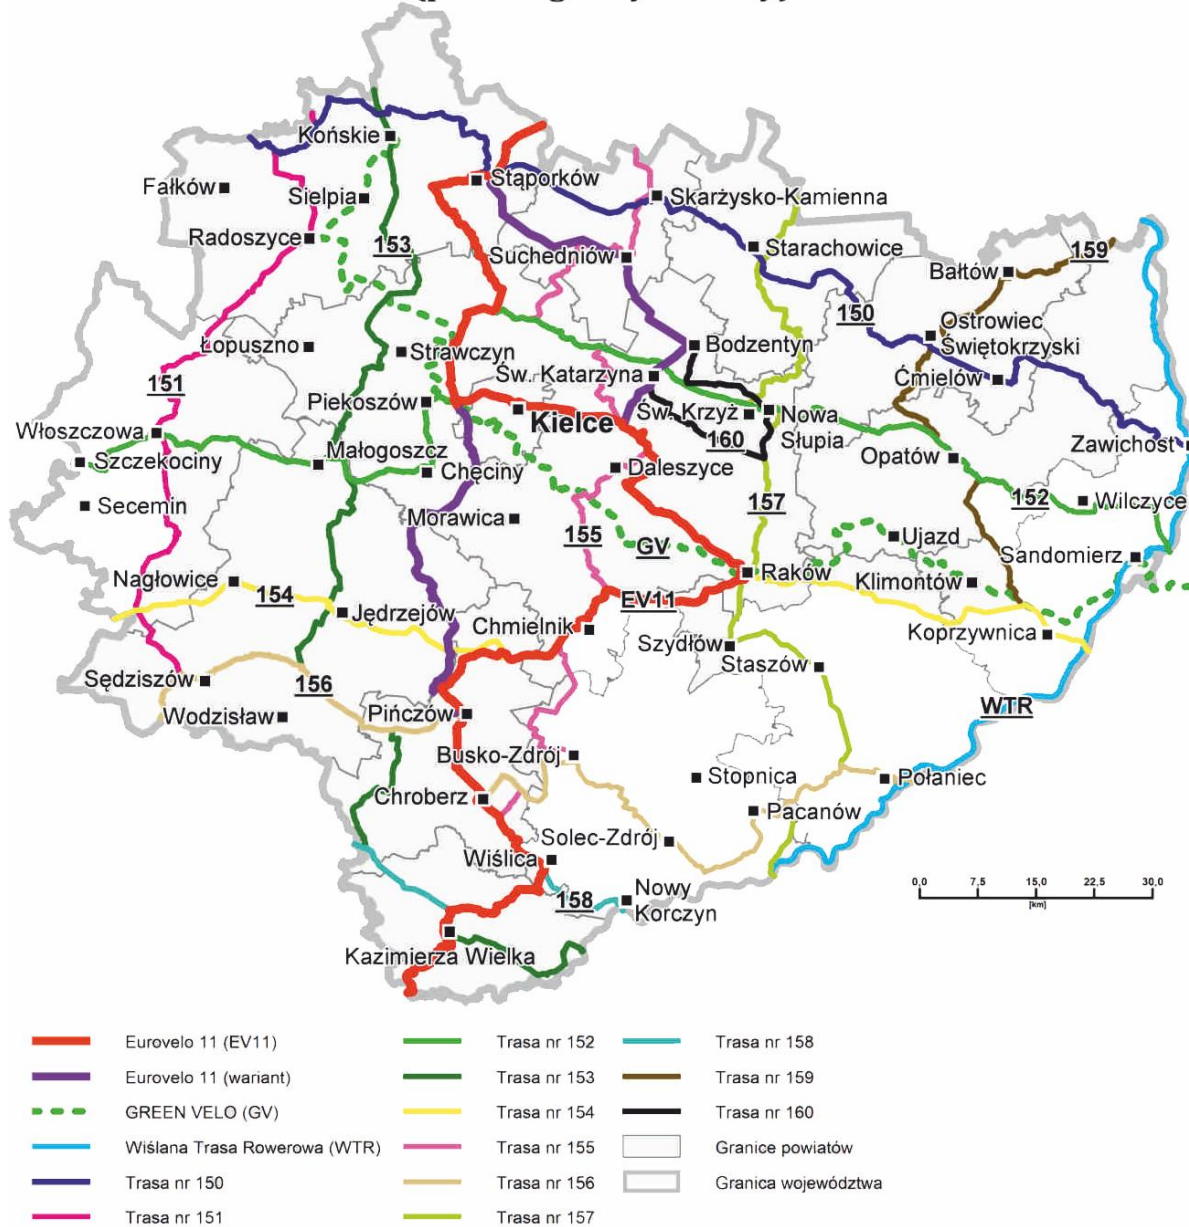 Końskie
Fałków
Sielpia
Stąporków
Skarżysko-Kamienna
Radoszyce
153
Suchedniów
Starachowice
159
Bałtów
150
Ostrowiec
Świętokrzyski
Łopuszno
Strawczyn
Bodzentyn
Św. Katarzyna
Ćmielów
151
Piekoszów
Kielce
Św. Krzyż
Nowa
Słupia
160
Włoszczowa
Zawichost
Szczekociny
Małogoszcz
Chęciny
Daleszyce
Opatów
Secemin
Morawica
157
152
Wilczyce
155
GV
Ujazd
Sandomierz
Nagłowice
154
Raków
Klimontów
EV11
Jędrzejów
Chmielnik
Szydłów
Koprzywnica
Staszów
Sędziszów
156
Wodzisław
Pińczów
WTR
Busko-Zdrój
Stopnica
Połaniec
Chroberz
Pacanów
Solec-Zdrój
Wiślica
158
Nowy
Korczyn
0,0 7,5 15,0 22,5 30,0
[km]
Kazimierza Wielka
Eurovelo 11 (EV11)
Eurovelo 11 (wariant)
GREEN VELO (GV)
Wiślana Trasa Rowerowa (WTR)
Trasa nr 150
Trasa nr 151
Trasa nr 152
Trasa nr 153
Trasa nr 154
Trasa nr 155
Trasa nr 156
Trasa nr 157
Trasa nr 158
Trasa nr 159
Trasa nr 160
Granice powiatów
Granica województwa